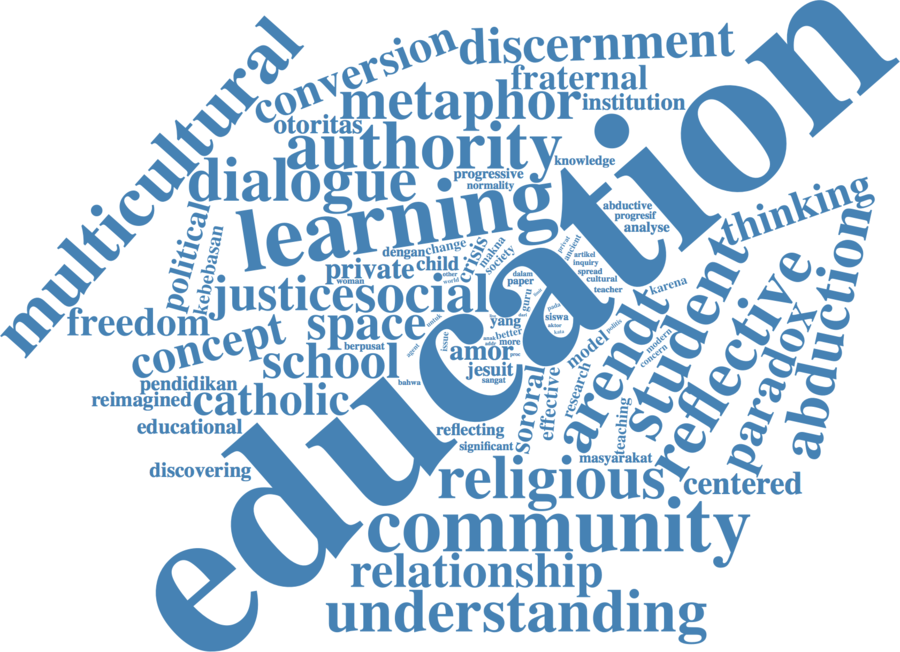 education
multicultural
conversion
discernment
fraternal
metaphor
institution
otoritas
authority
knowledge
dialogue
progressive
normality
learning
abductive
progresif
analyse
thinking
political
kebebasan
dengan
change
crisis
makna
society
privat
ancient
artikel
inquiry
spread
cultural
teacher
private
child
woman
other
world
dalam
paper
guru
karena
justice
social
freedom
space
yang
siswa
aktor
student
reflective
abduction
concept
school
berpusat
agent
untuk
issue
better
more
amor
model
politis
modern
concern
arendt
paradox
pendidikan
bahwa
jesuit
sangat
reimagined
catholic
sororal
effective
research
teaching
educational
reflecting
significant
masyarakat
discovering
religious
centered
community
relationship
understanding